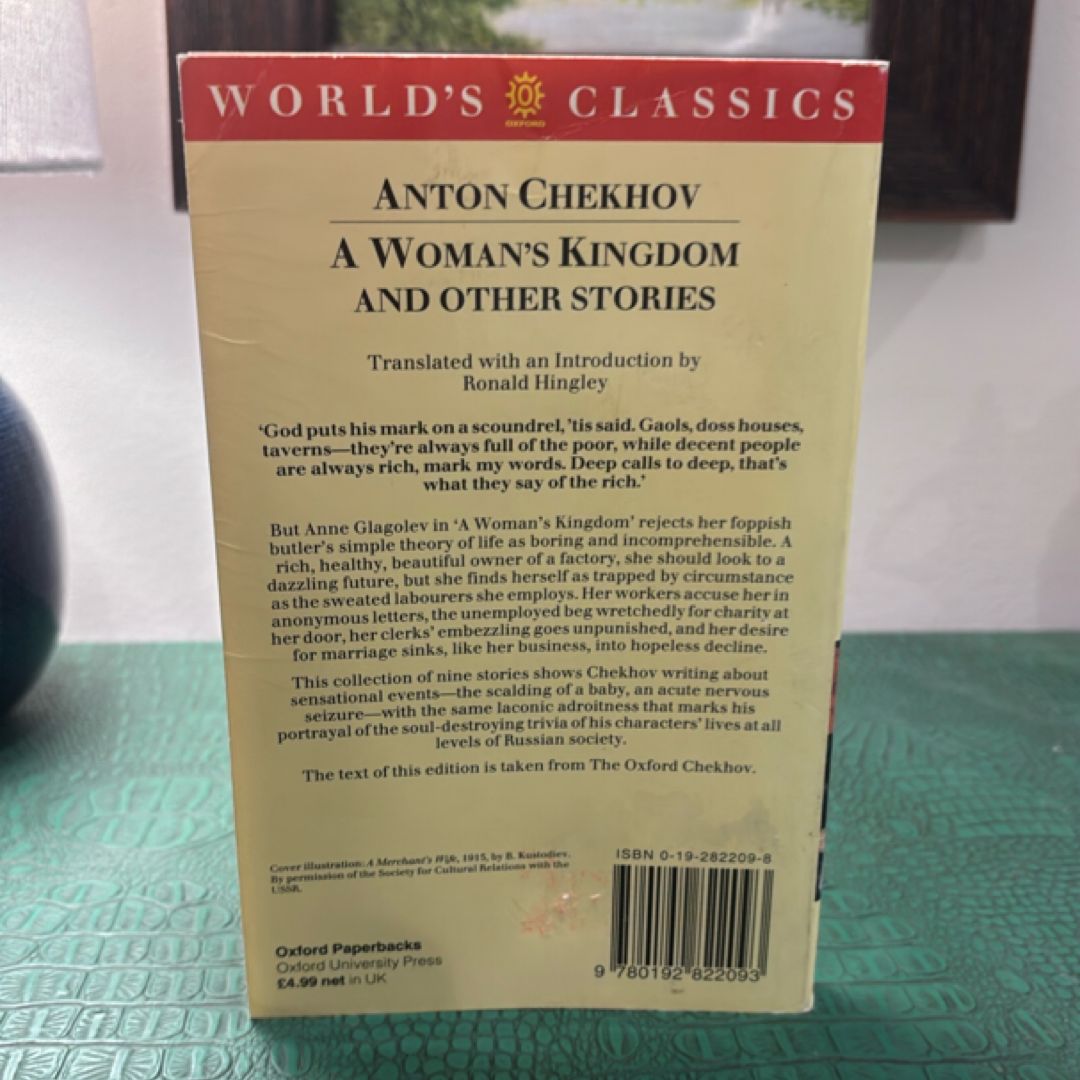 WORLD'S OXFORD CLASSICS
ANTON CHEKHOV
A WOMAN'S KINGDOM
AND OTHER STORIES
Translated with an Introduction by
Ronald Hingley
‘God puts his mark on a scoundrel, ’tis said. Gaols, doss houses,
taverns—they're always full of the poor, while decent people
are always rich, mark my words. Deep calls to deep, that's
what they say of the rich.’
But Anne Glagolev in ‘A Woman's Kingdom’ rejects her foppish
butler's simple theory of life as boring and incomprehensible. A
rich, healthy, beautiful owner of a factory, she should look to a
dazzling future, but she finds herself as trapped by circumstance
as the sweated labourers she employs. Her workers accuse her in
anonymous letters, the unemployed beg wretchedly for charity at
her door, her clerks' embezzling goes unpunished, and her desire
for marriage sinks, like her business, into hopeless decline.
This collection of nine stories shows Chekhov writing about
sensational events—the scalding of a baby, an acute nervous
seizure—with the same laconic adroitness that marks his
portrayal of the soul-destroying trivia of his characters' lives at all
levels of Russian society.
The text of this edition is taken from The Oxford Chekhov.
Cover illustration: A Merchant's Wife, 1915, by B. Kustodiev.
By permission of the Society for Cultural Relations with the
USSR.
ISBN 0-19-282209-8
Oxford Paperbacks
Oxford University Press
£4.99 net in UK
9 780192 822093